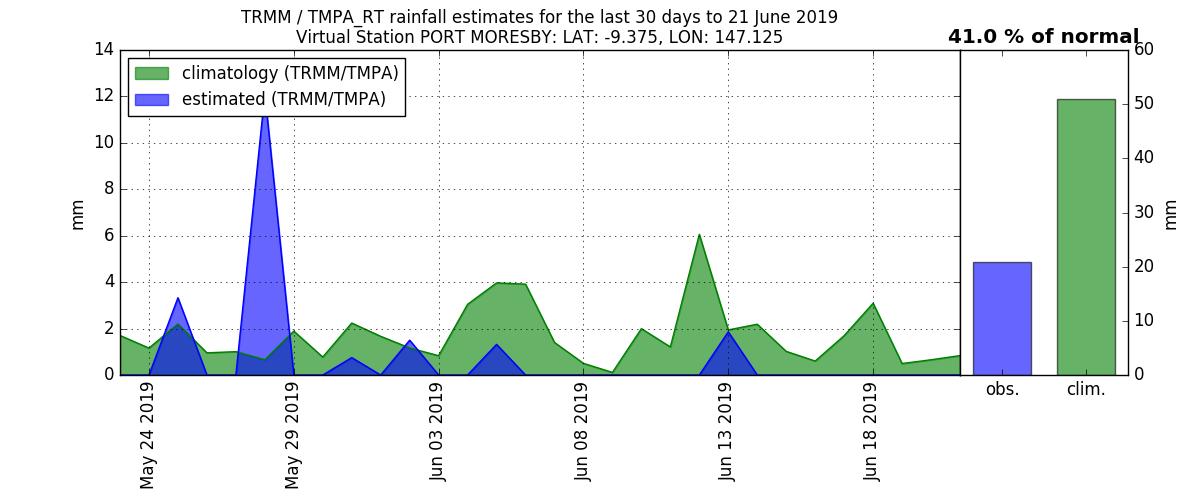 TRMM / TMPA_RT rainfall estimates for the last 30 days to 21 June 2019
Virtual Station PORT MORESBY: LAT: -9.375, LON: 147.125
41.0 % of normal
climatology (TRMM/TMPA)
estimated (TRMM/TMPA)
14
12
10
8
6
4
2
0
mm
May 24 2019
May 29 2019
Jun 03 2019
Jun 08 2019
Jun 13 2019
Jun 18 2019
60
50
40
30
20
10
0
mm
obs.
clim.